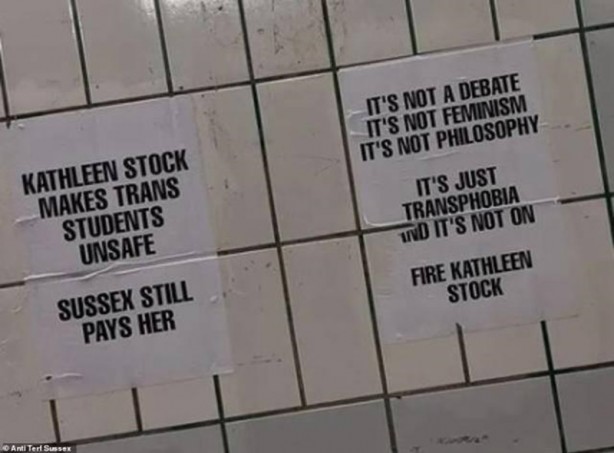 KATHLEEN STOCK
MAKES TRANS
STUDENTS
UNSAFE
SUSSEX STILL
PAYS HER
IT'S NOT A DEBATE
IT'S NOT FEMINISM
IT'S NOT PHILOSOPHY
IT'S JUST
TRANSPHOBIA
AND IT'S NOT ON
FIRE KATHLEEN
STOCK
© Anti Terf Sussex